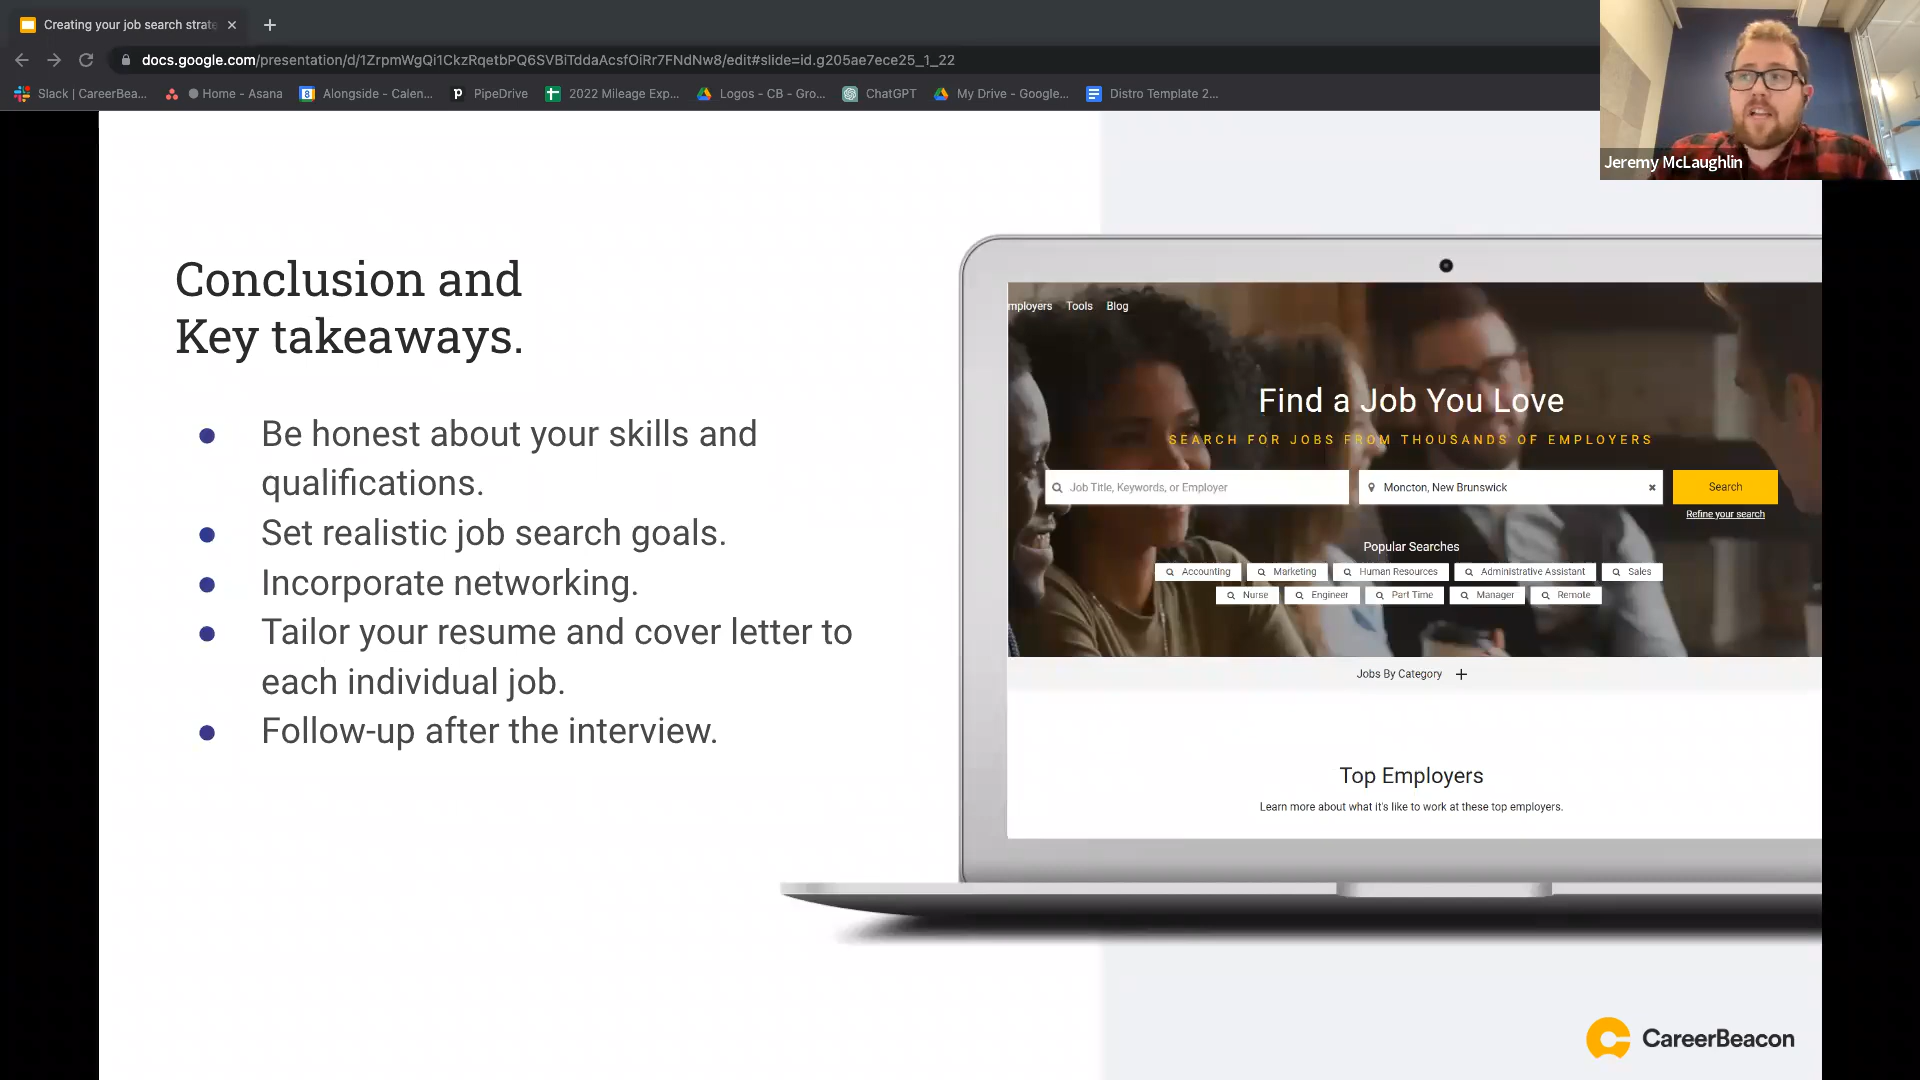 Creating your job search strate
docs.google.com/presentation/d/1ZrpmWgQi1CkzRqetbPQ6SVBiTddaAcsfOiRr7FNdNw8/edit#slide=id.g205ae7ece25_1_22
Slack | CareerBea... Home - Asana Alongside - Calen... PipeDrive 2022 Mileage Exp... Logos - CB - Gro... ChatGPT My Drive - Google... Distro Template 2...
Jeremy McLaughlin
Conclusion and
Key takeaways.
● Be honest about your skills and
qualifications.
● Set realistic job search goals.
● Incorporate networking.
● Tailor your resume and cover letter to
each individual job.
● Follow-up after the interview.
mployers Tools Blog
Find a Job You Love
SEARCH FOR JOBS FROM THOUSANDS OF EMPLOYERS
Job Title, Keywords, or Employer Moncton, New Brunswick × Search
Refine your search
Popular Searches
Accounting Marketing Human Resources Administrative Assistant Sales
Nurse Engineer Part Time Manager Remote
Jobs By Category +
Top Employers
Learn more about what it's like to work at these top employers.
CareerBeacon